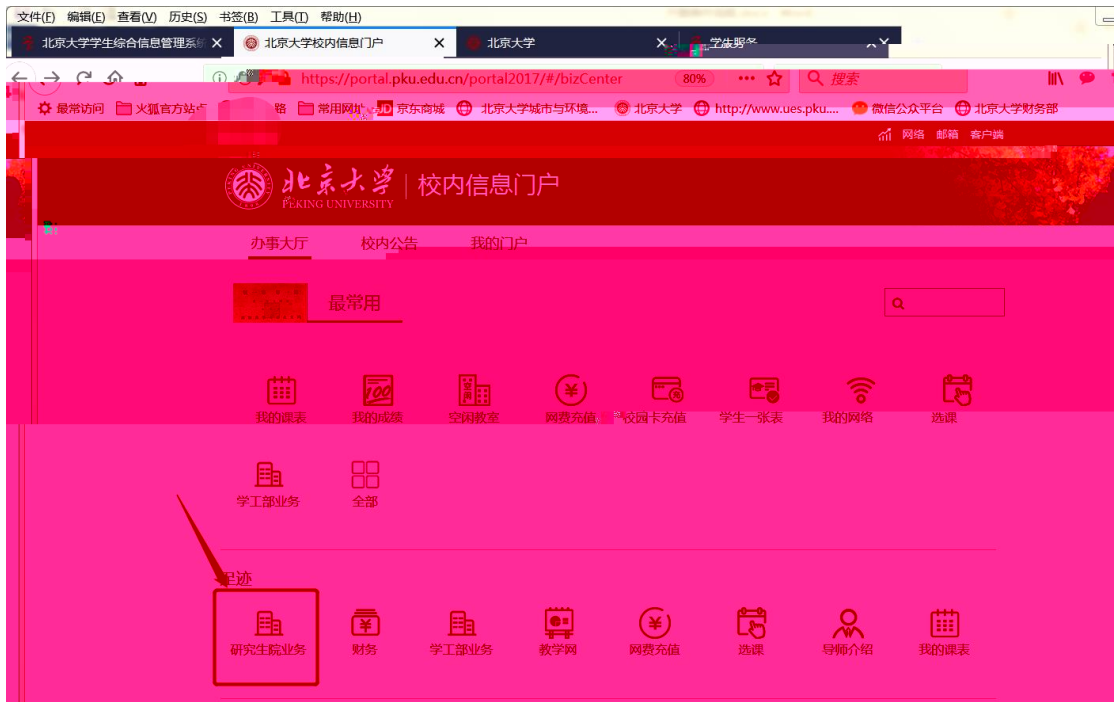 文件(F) 编辑(E) 查看(V) 历史(S) 书签(B) 工具(T) 帮助(H)
北京大学学生综合信息管理系统 北京大学校内信息门户 北京大学 学生服务
https://portal.pku.edu.cn/portal2017/#/bizCenter 80% 搜索
最常访问 火狐官方站点 常用网址 JD 京东商城 北京大学城市与环境... 北京大学 http://www.ues.pku.... 微信公众平台 北京大学财务部
网络 邮箱 客户端
北京大学 校内信息门户
PEKING UNIVERSITY
办事大厅 校内公告 我的门户
最常用
100
我的课表 我的成绩 空闲教室 网费充值 校园卡充值 学生一张表 我的网络 选课
学工部业务 全部
足迹
研究生院业务 财务 学工部业务 教学网 网费充值 选课 导师介绍 我的课表